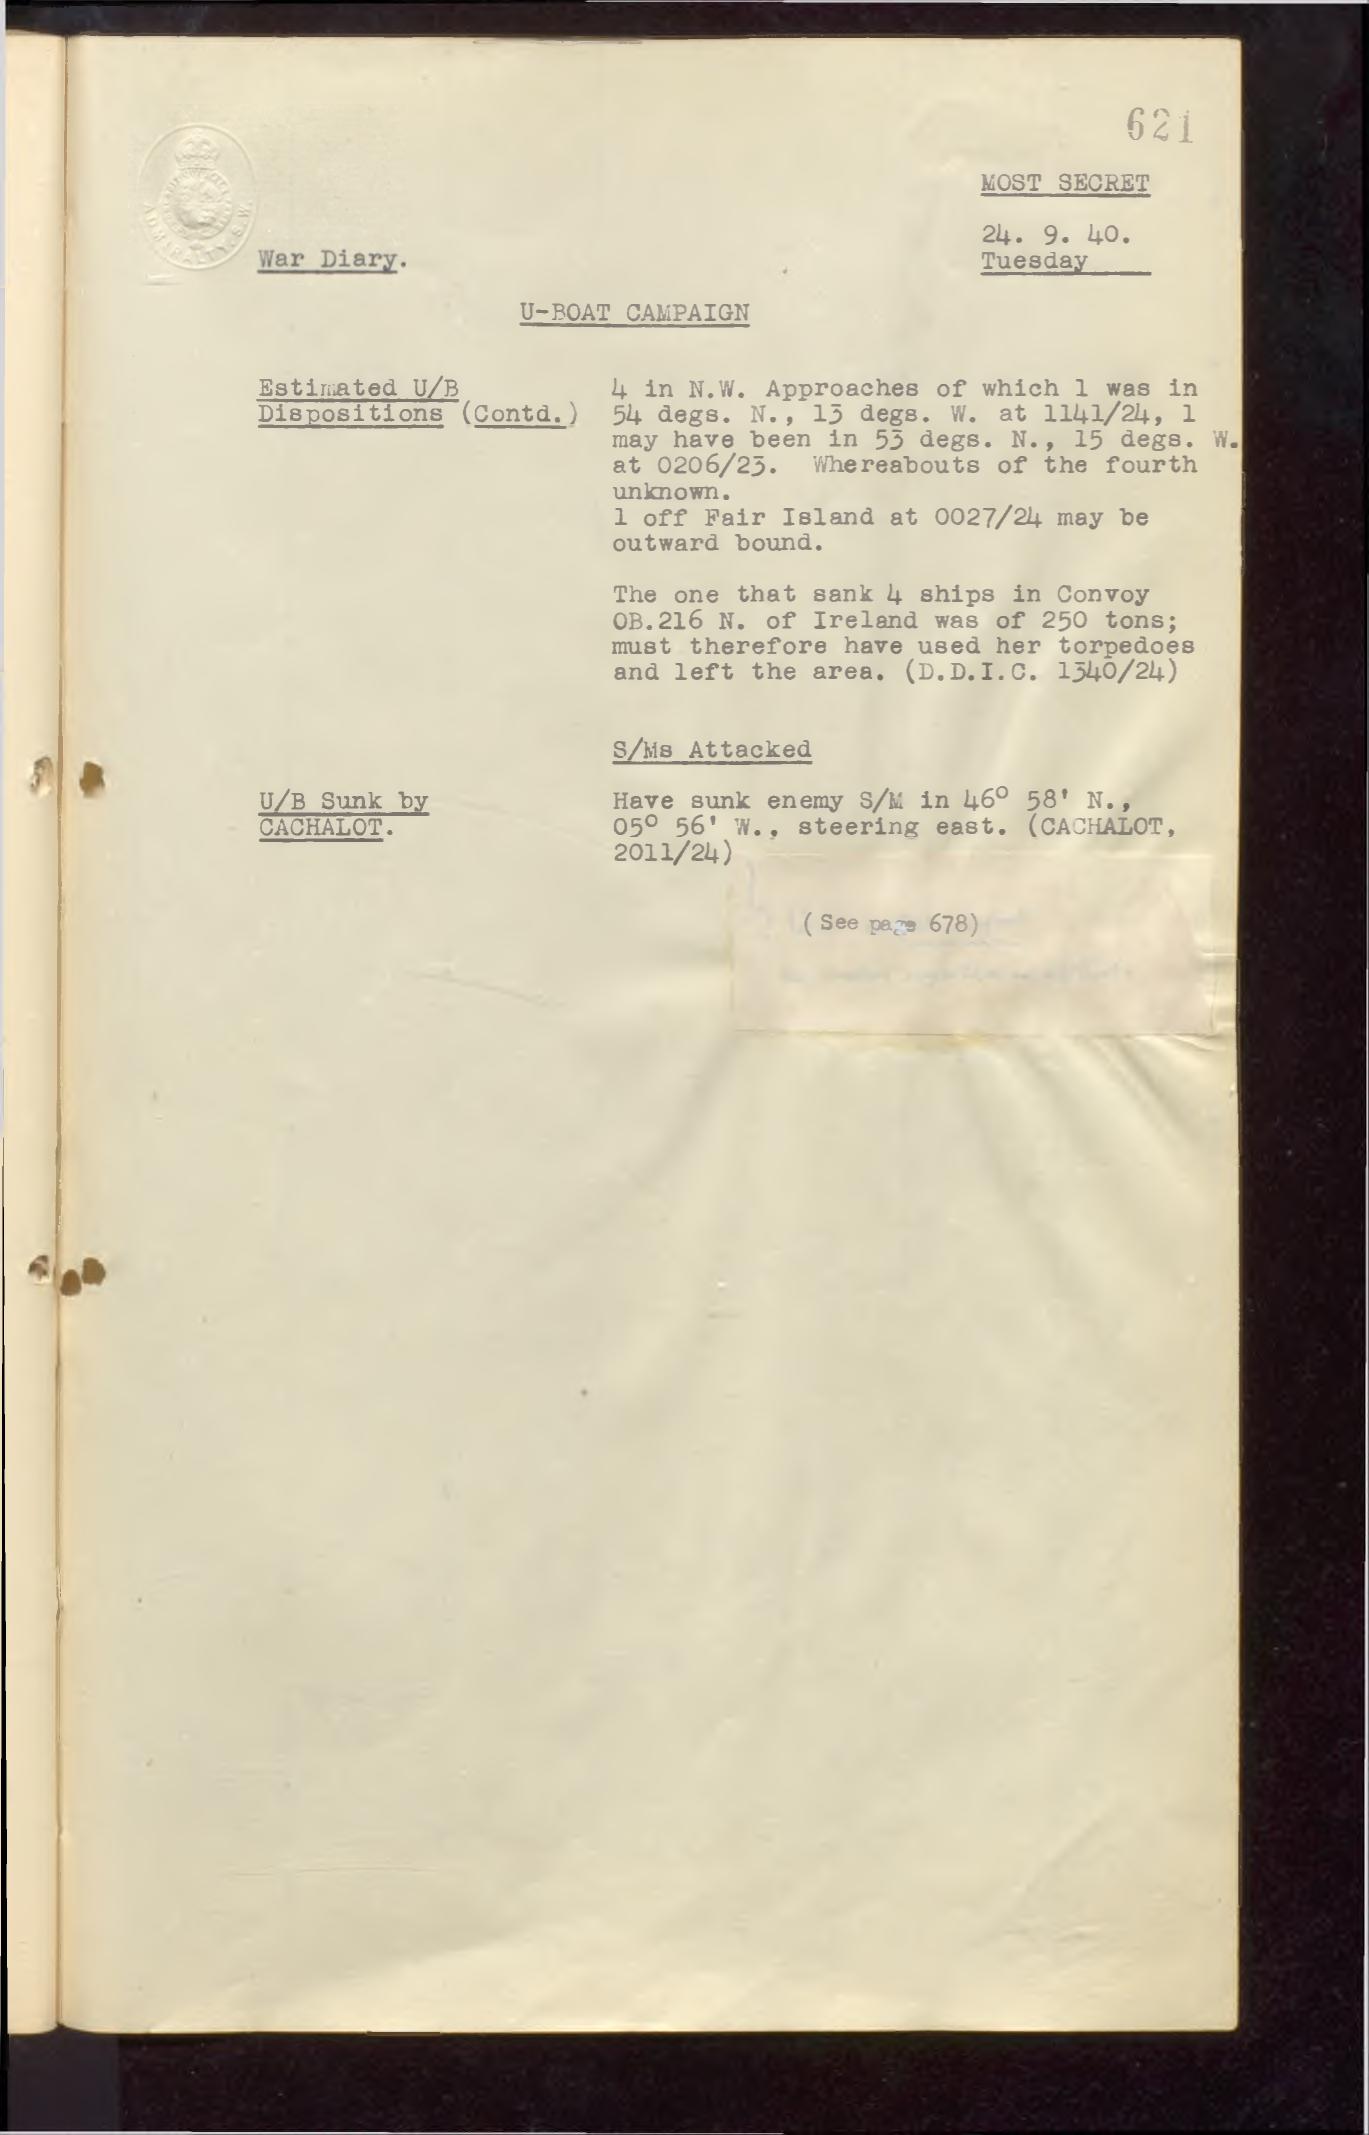 621
MOST SECRET
24. 9. 40.
Tuesday
ADMIRALTY. S.W.
War Diary.
U-BOAT CAMPAIGN
Estimated U/B
Dispositions (Contd.)
4 in N.W. Approaches of which 1 was in
54 degs. N., 13 degs. W. at 1141/24, 1
may have been in 53 degs. N., 15 degs. W.
at 0206/23. Whereabouts of the fourth
unknown.
1 off Fair Island at 0027/24 may be
outward bound.
The one that sank 4 ships in Convoy
OB.216 N. of Ireland was of 250 tons;
must therefore have used her torpedoes
and left the area. (D.D.I.C. 1340/24)
S/Ms Attacked
U/B Sunk by
CACHALOT.
Have sunk enemy S/M in 46° 58' N.,
05° 56' W., steering east. (CACHALOT,
2011/24)
(See page 678)